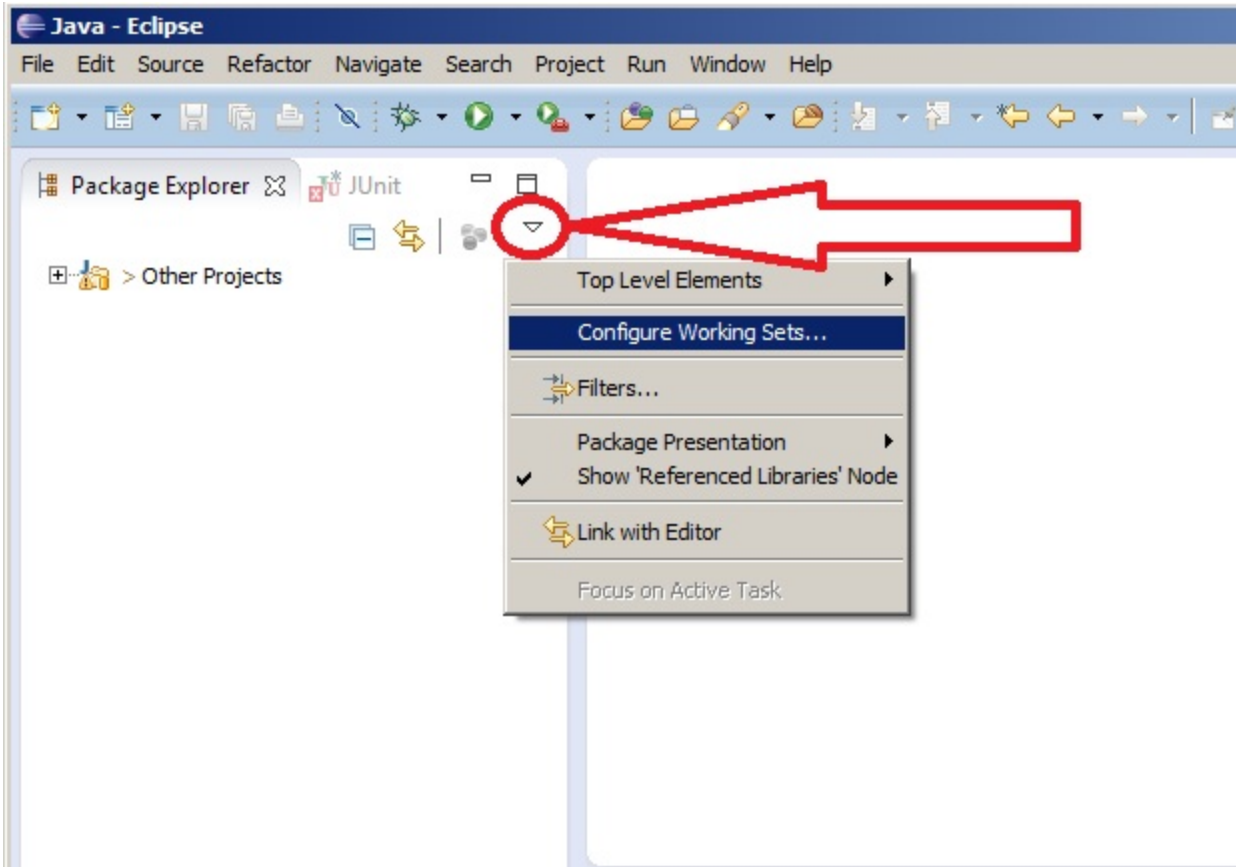 Java - Eclipse
File Edit Source Refactor Navigate Search Project Run Window Help
Package Explorer JUnit
> Other Projects
Top Level Elements
Configure Working Sets...
Filters...
Package Presentation
Show 'Referenced Libraries' Node
Link with Editor
Focus on Active Task